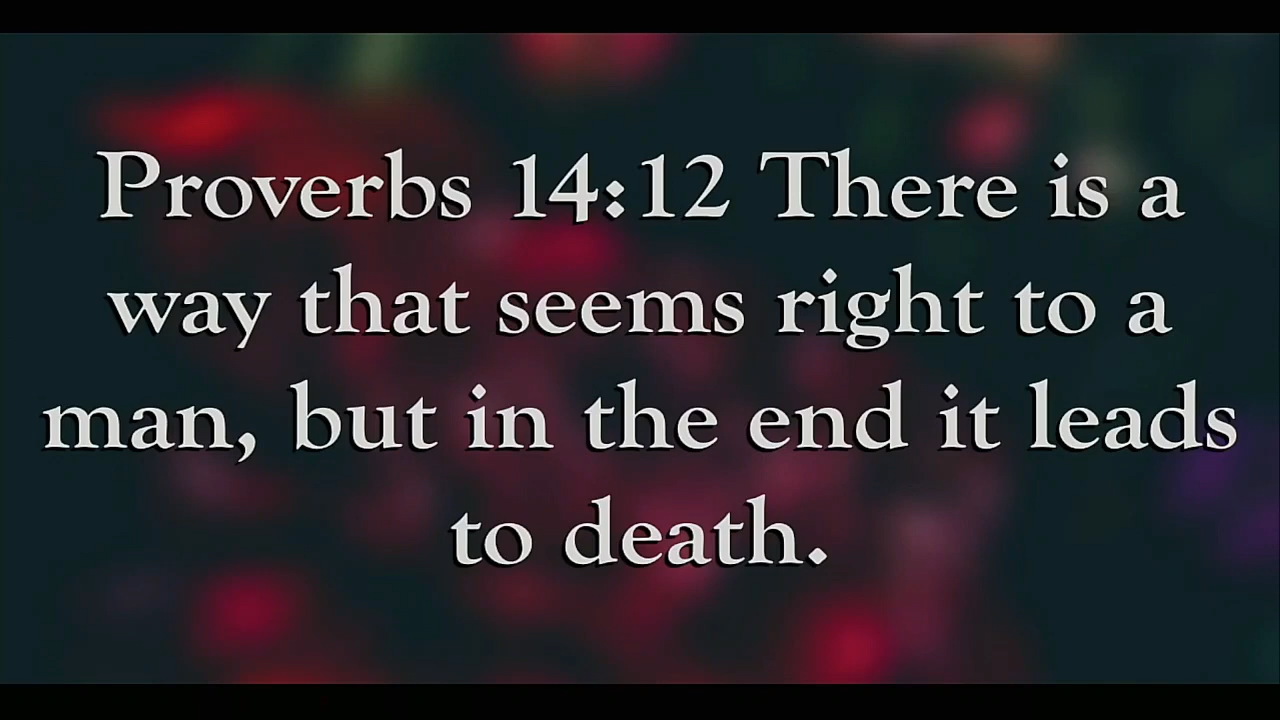 Proverbs 14:12 There is a
way that seems right to a
man, but in the end it leads
to death.